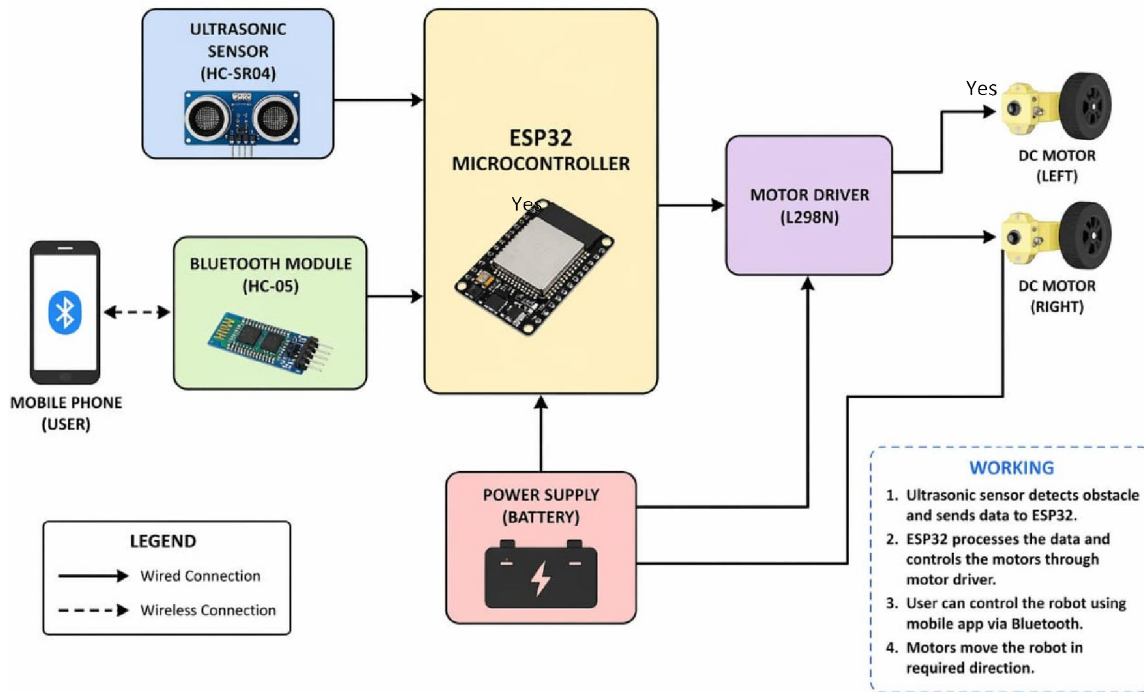 ULTRASONIC
SENSOR
(HC-SR04)
ESP32
MICROCONTROLLER
Yes
Yes
DC MOTOR
(LEFT)
MOTOR DRIVER
(L298N)
DC MOTOR
(RIGHT)
BLUETOOTH MODULE
(HC-05)
MOBILE PHONE
(USER)
POWER SUPPLY
(BATTERY)
LEGEND
Wired Connection
Wireless Connection
WORKING
1. Ultrasonic sensor detects obstacle
and sends data to ESP32.
2. ESP32 processes the data and
controls the motors through
motor driver.
3. User can control the robot using
mobile app via Bluetooth.
4. Motors move the robot in
required direction.